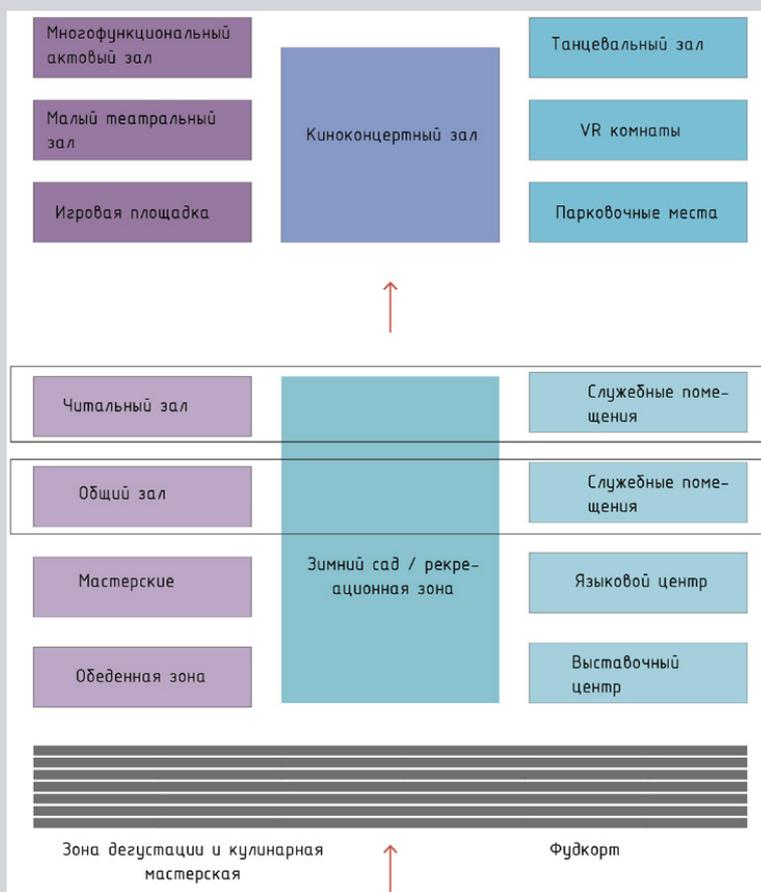 Многофункциональный
актовый зал
Киноконцертный зал
Танцевальный зал
Малый театральный
зал
VR комнаты
Игровая площадка
Парковочные места
Читальный зал
Служебные поме-
щения
Общий зал
Служебные поме-
щения
Зимний сад / рекре-
ационная зона
Мастерские
Языковой центр
Обеденная зона
Выставочный
центр
Зона дегустации и кулинарная
мастерская
Фудкорт